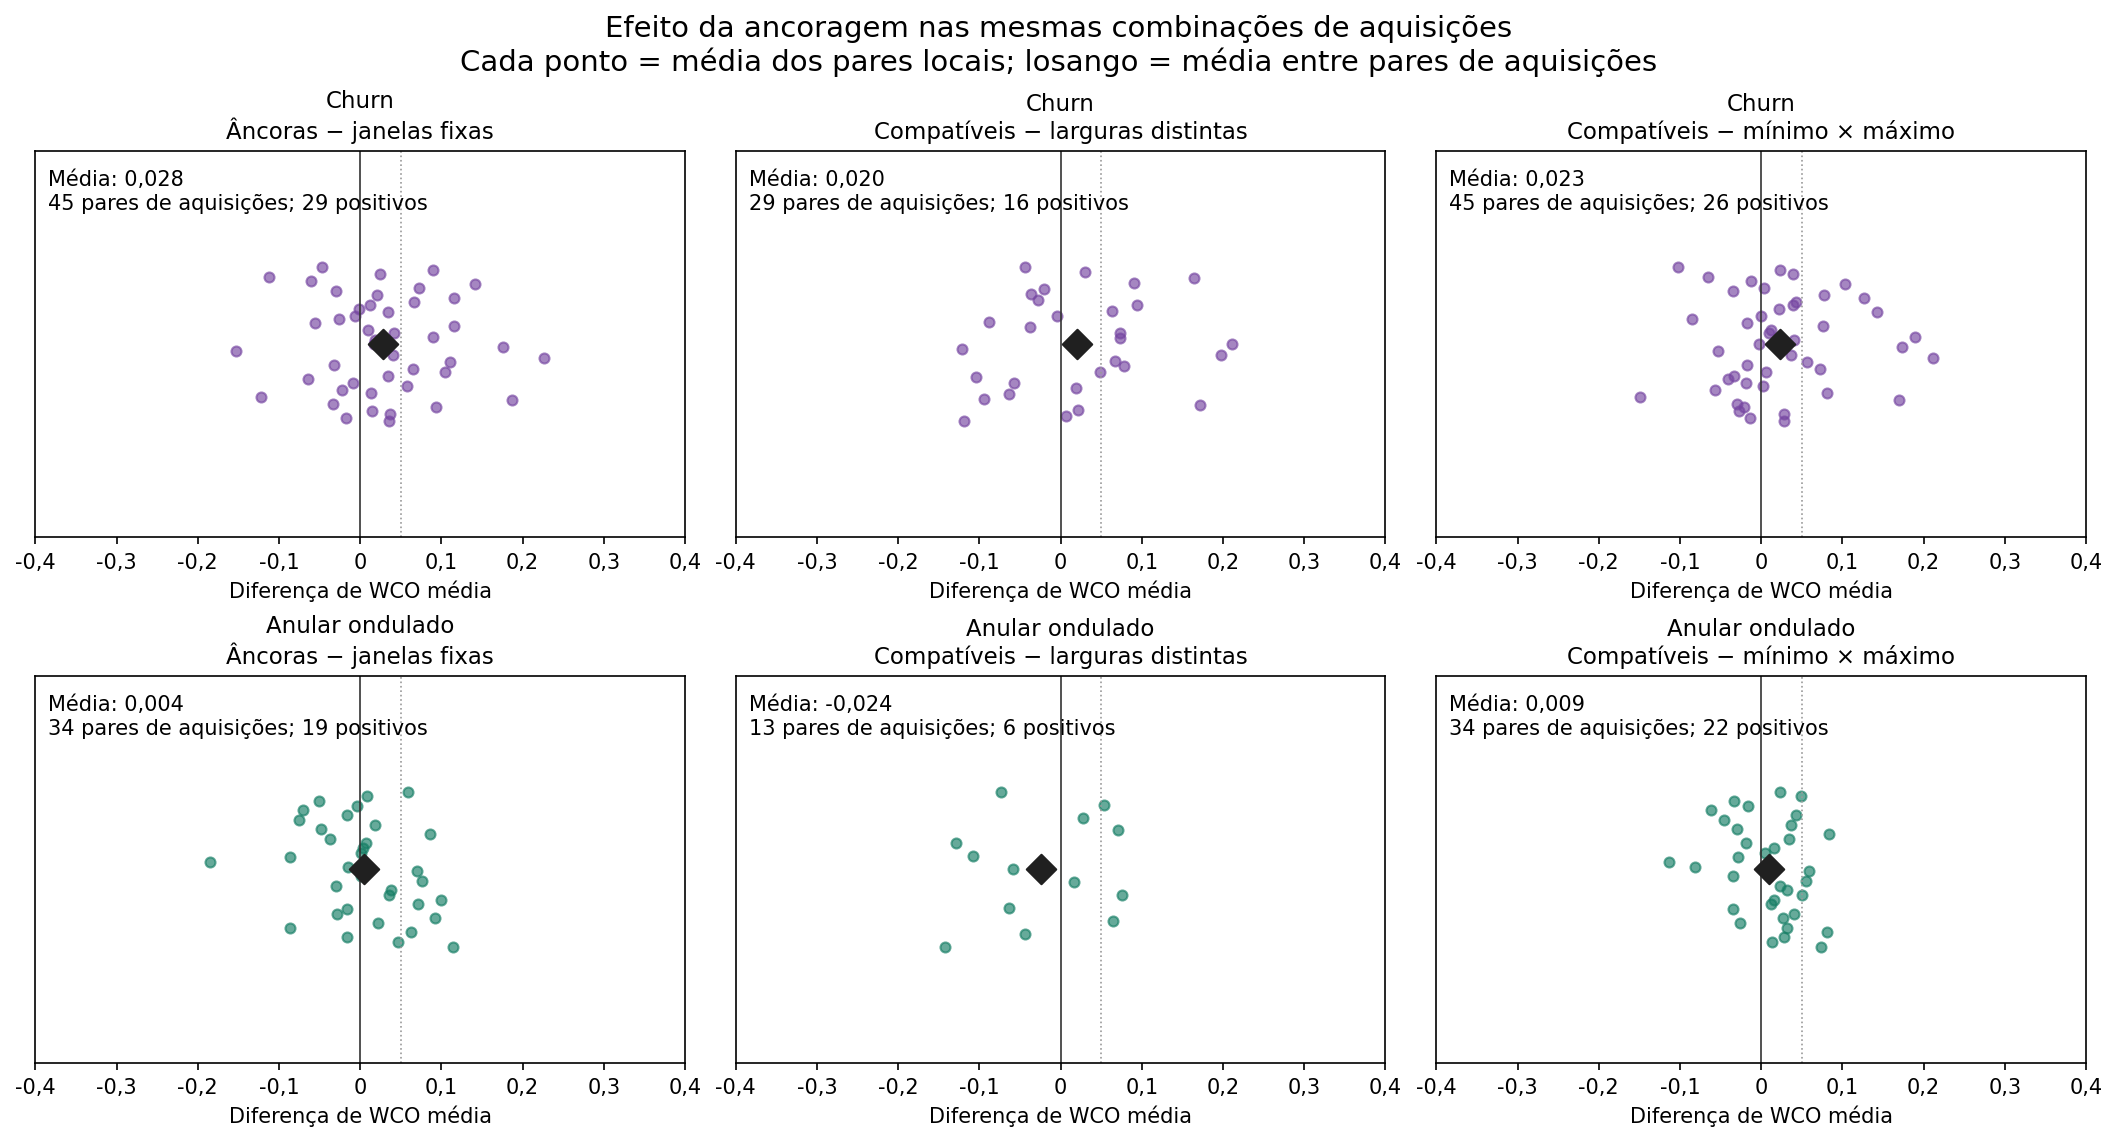 Efeito da ancoragem nas mesmas combinações de aquisições
Cada ponto = média dos pares locais; losango = média entre pares de aquisições
Churn
Âncoras − janelas fixas
Média: 0,028
45 pares de aquisições; 29 positivos
-0,4 -0,3 -0,2 -0,1 0 0,1 0,2 0,3 0,4
Diferença de WCO média
Churn
Compatíveis − larguras distintas
Média: 0,020
29 pares de aquisições; 16 positivos
-0,4 -0,3 -0,2 -0,1 0 0,1 0,2 0,3 0,4
Diferença de WCO média
Churn
Compatíveis − mínimo × máximo
Média: 0,023
45 pares de aquisições; 26 positivos
-0,4 -0,3 -0,2 -0,1 0 0,1 0,2 0,3 0,4
Diferença de WCO média
Anular ondulado
Âncoras − janelas fixas
Média: 0,004
34 pares de aquisições; 19 positivos
-0,4 -0,3 -0,2 -0,1 0 0,1 0,2 0,3 0,4
Diferença de WCO média
Anular ondulado
Compatíveis − larguras distintas
Média: -0,024
13 pares de aquisições; 6 positivos
-0,4 -0,3 -0,2 -0,1 0 0,1 0,2 0,3 0,4
Diferença de WCO média
Anular ondulado
Compatíveis − mínimo × máximo
Média: 0,009
34 pares de aquisições; 22 positivos
-0,4 -0,3 -0,2 -0,1 0 0,1 0,2 0,3 0,4
Diferença de WCO média